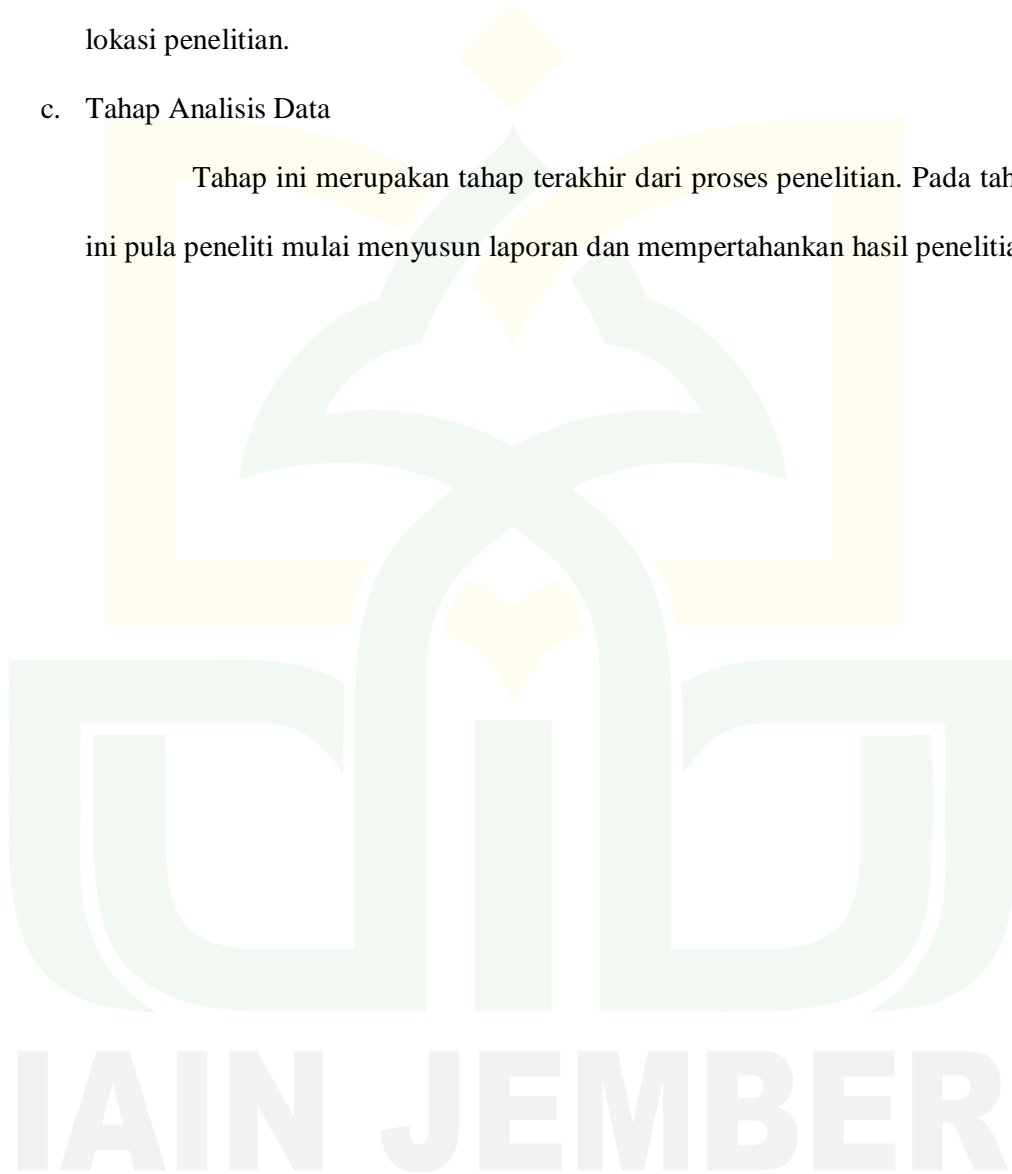 lokasi penelitian.
c. Tahap Analisis Data
Tahap ini merupakan tahap terakhir dari proses penelitian. Pada tah
ini pula peneliti mulai menyusun laporan dan mempertahankan hasil penelitia
IAIN JEMBER